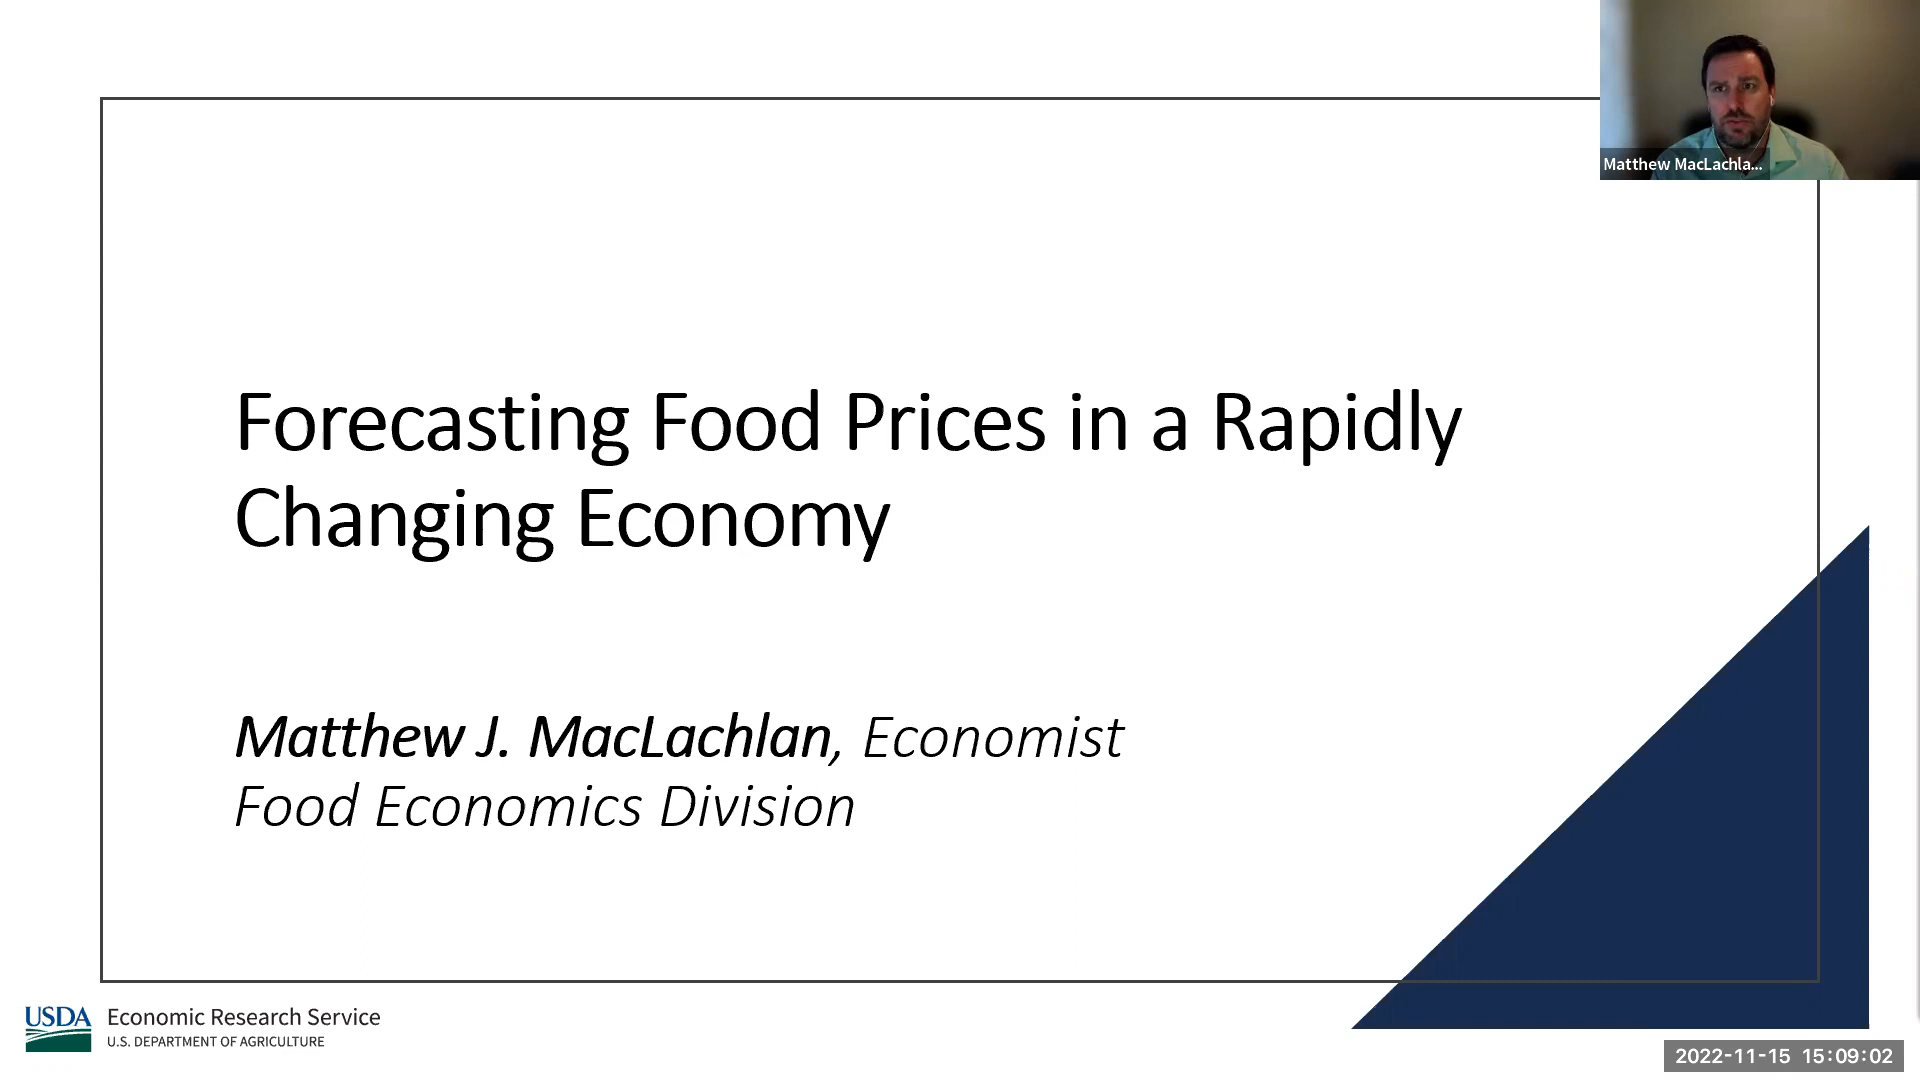 Matthew MacLachla...
Forecasting Food Prices in a Rapidly
Changing Economy
Matthew J. MacLachlan, Economist
Food Economics Division
USDA
Economic Research Service
U.S. DEPARTMENT OF AGRICULTURE
2022-11-15 15:09:02